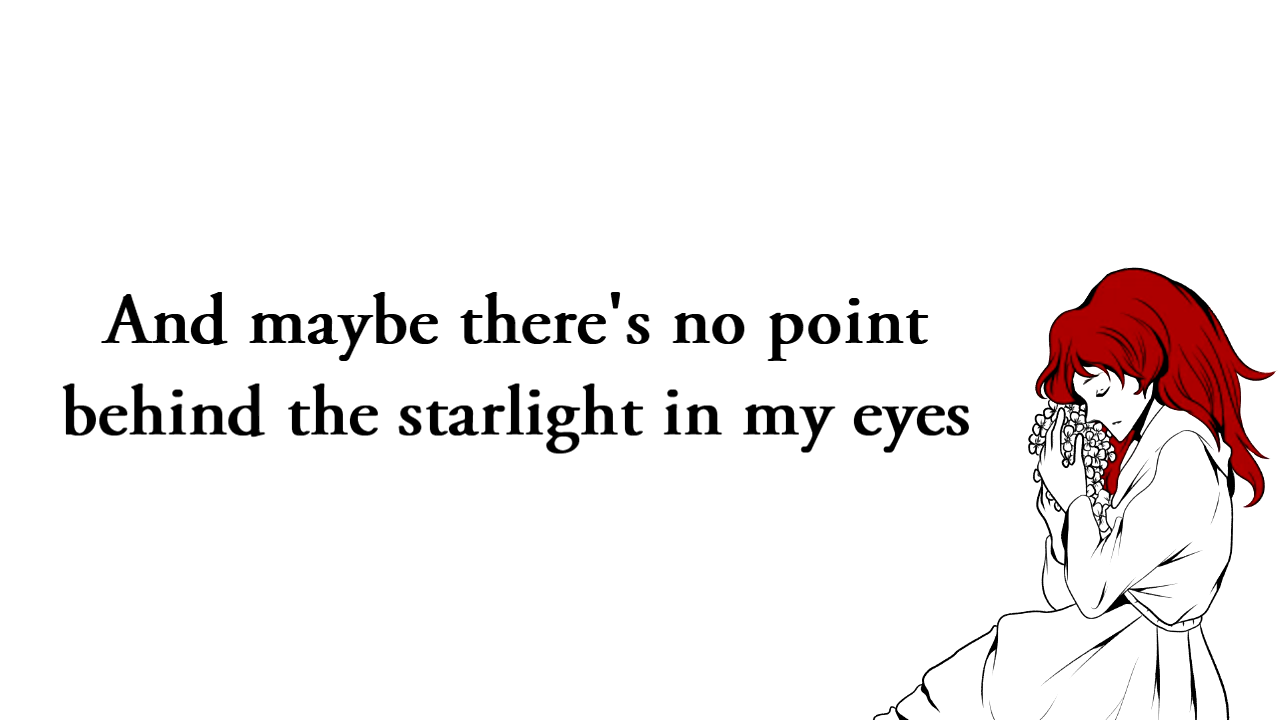 And maybe there's no point
behind the starlight in my eyes